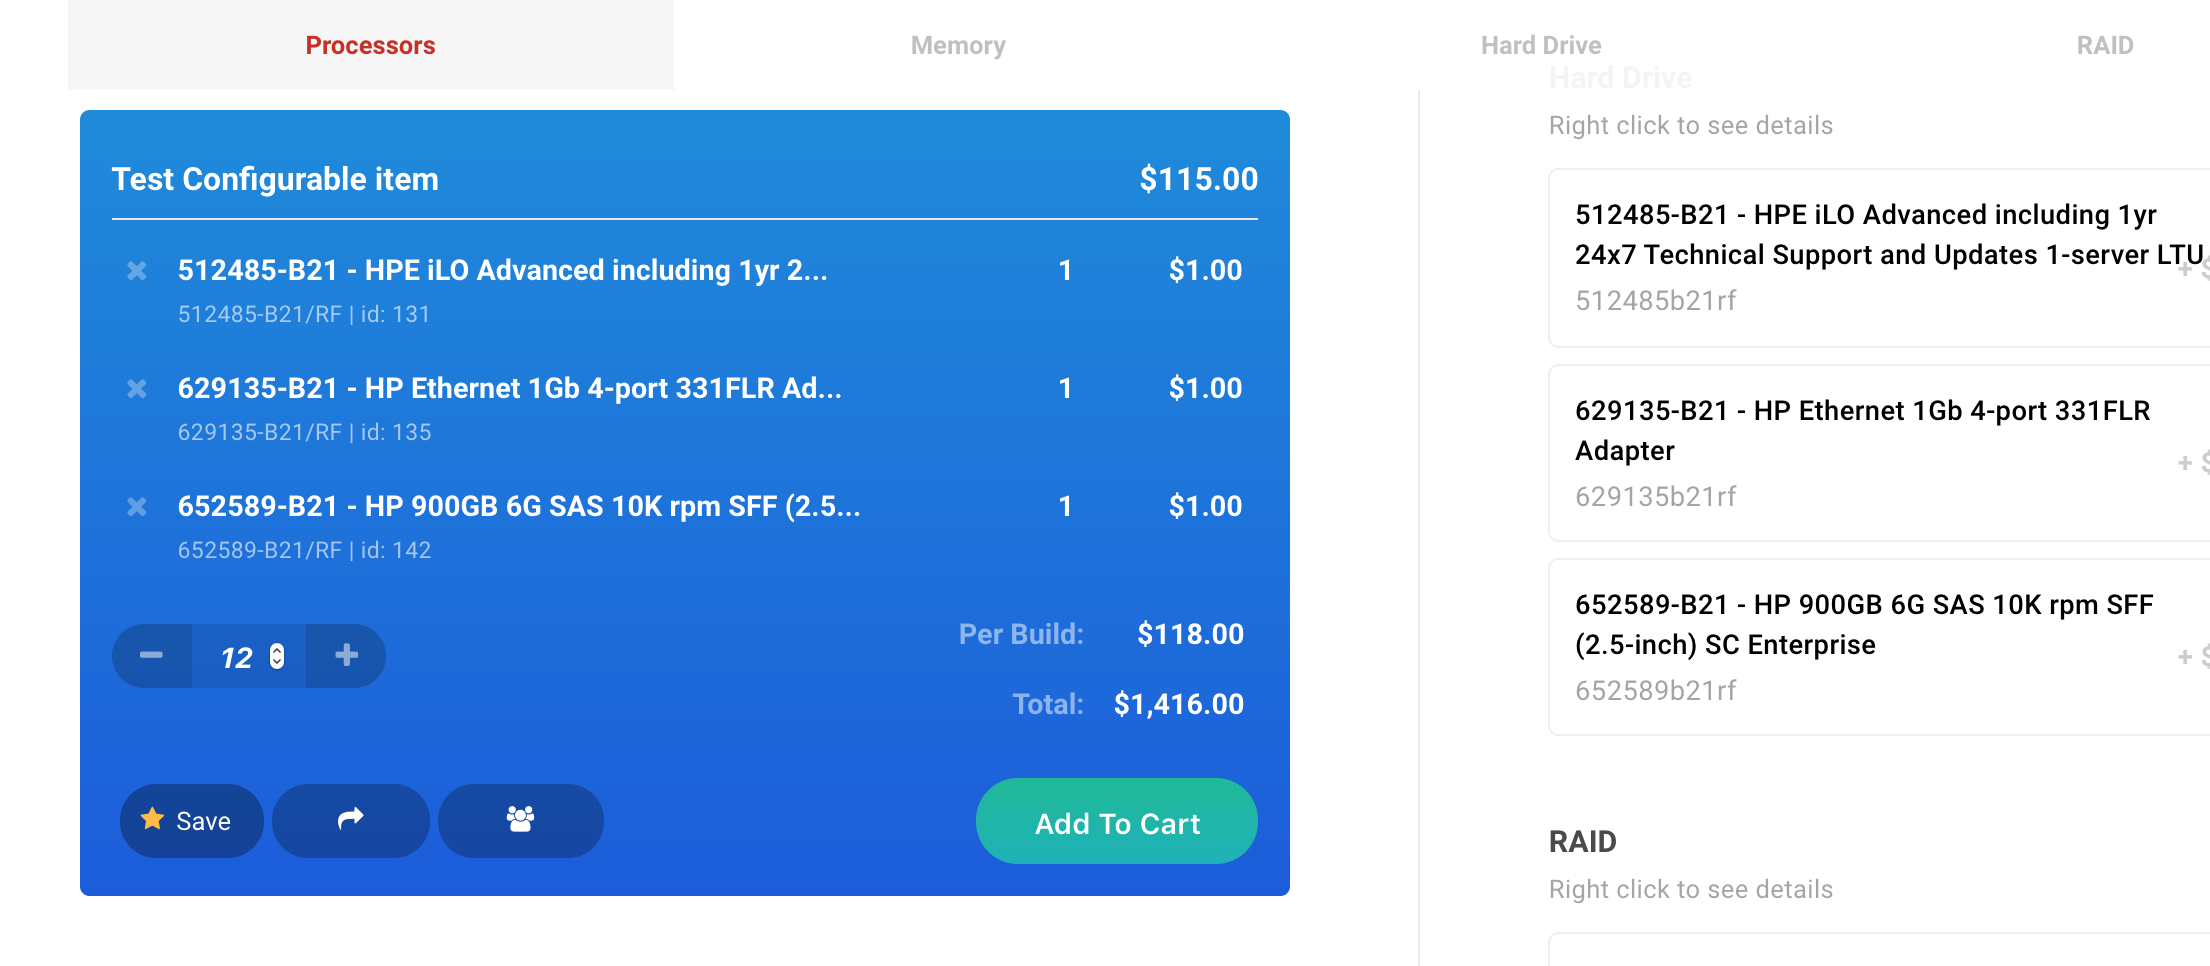 Processors
Memory
Hard Drive
RAID
Test Configurable item
$115.00
512485-B21 - HPE iLO Advanced including 1yr 2...
1
$1.00
512485-B21/RF | id: 131
629135-B21 - HP Ethernet 1Gb 4-port 331FLR Ad...
1
$1.00
629135-B21/RF | id: 135
652589-B21 - HP 900GB 6G SAS 10K rpm SFF (2.5...
1
$1.00
652589-B21/RF | id: 142
12
Per Build:
$118.00
Total:
$1,416.00
Save
Add To Cart
Hard Drive
Right click to see details
512485-B21 - HPE iLO Advanced including 1yr
24x7 Technical Support and Updates 1-server LTU
+ $
512485b21rf
629135-B21 - HP Ethernet 1Gb 4-port 331FLR
Adapter
+ $
629135b21rf
652589-B21 - HP 900GB 6G SAS 10K rpm SFF
(2.5-inch) SC Enterprise
+ $
652589b21rf
RAID
Right click to see details